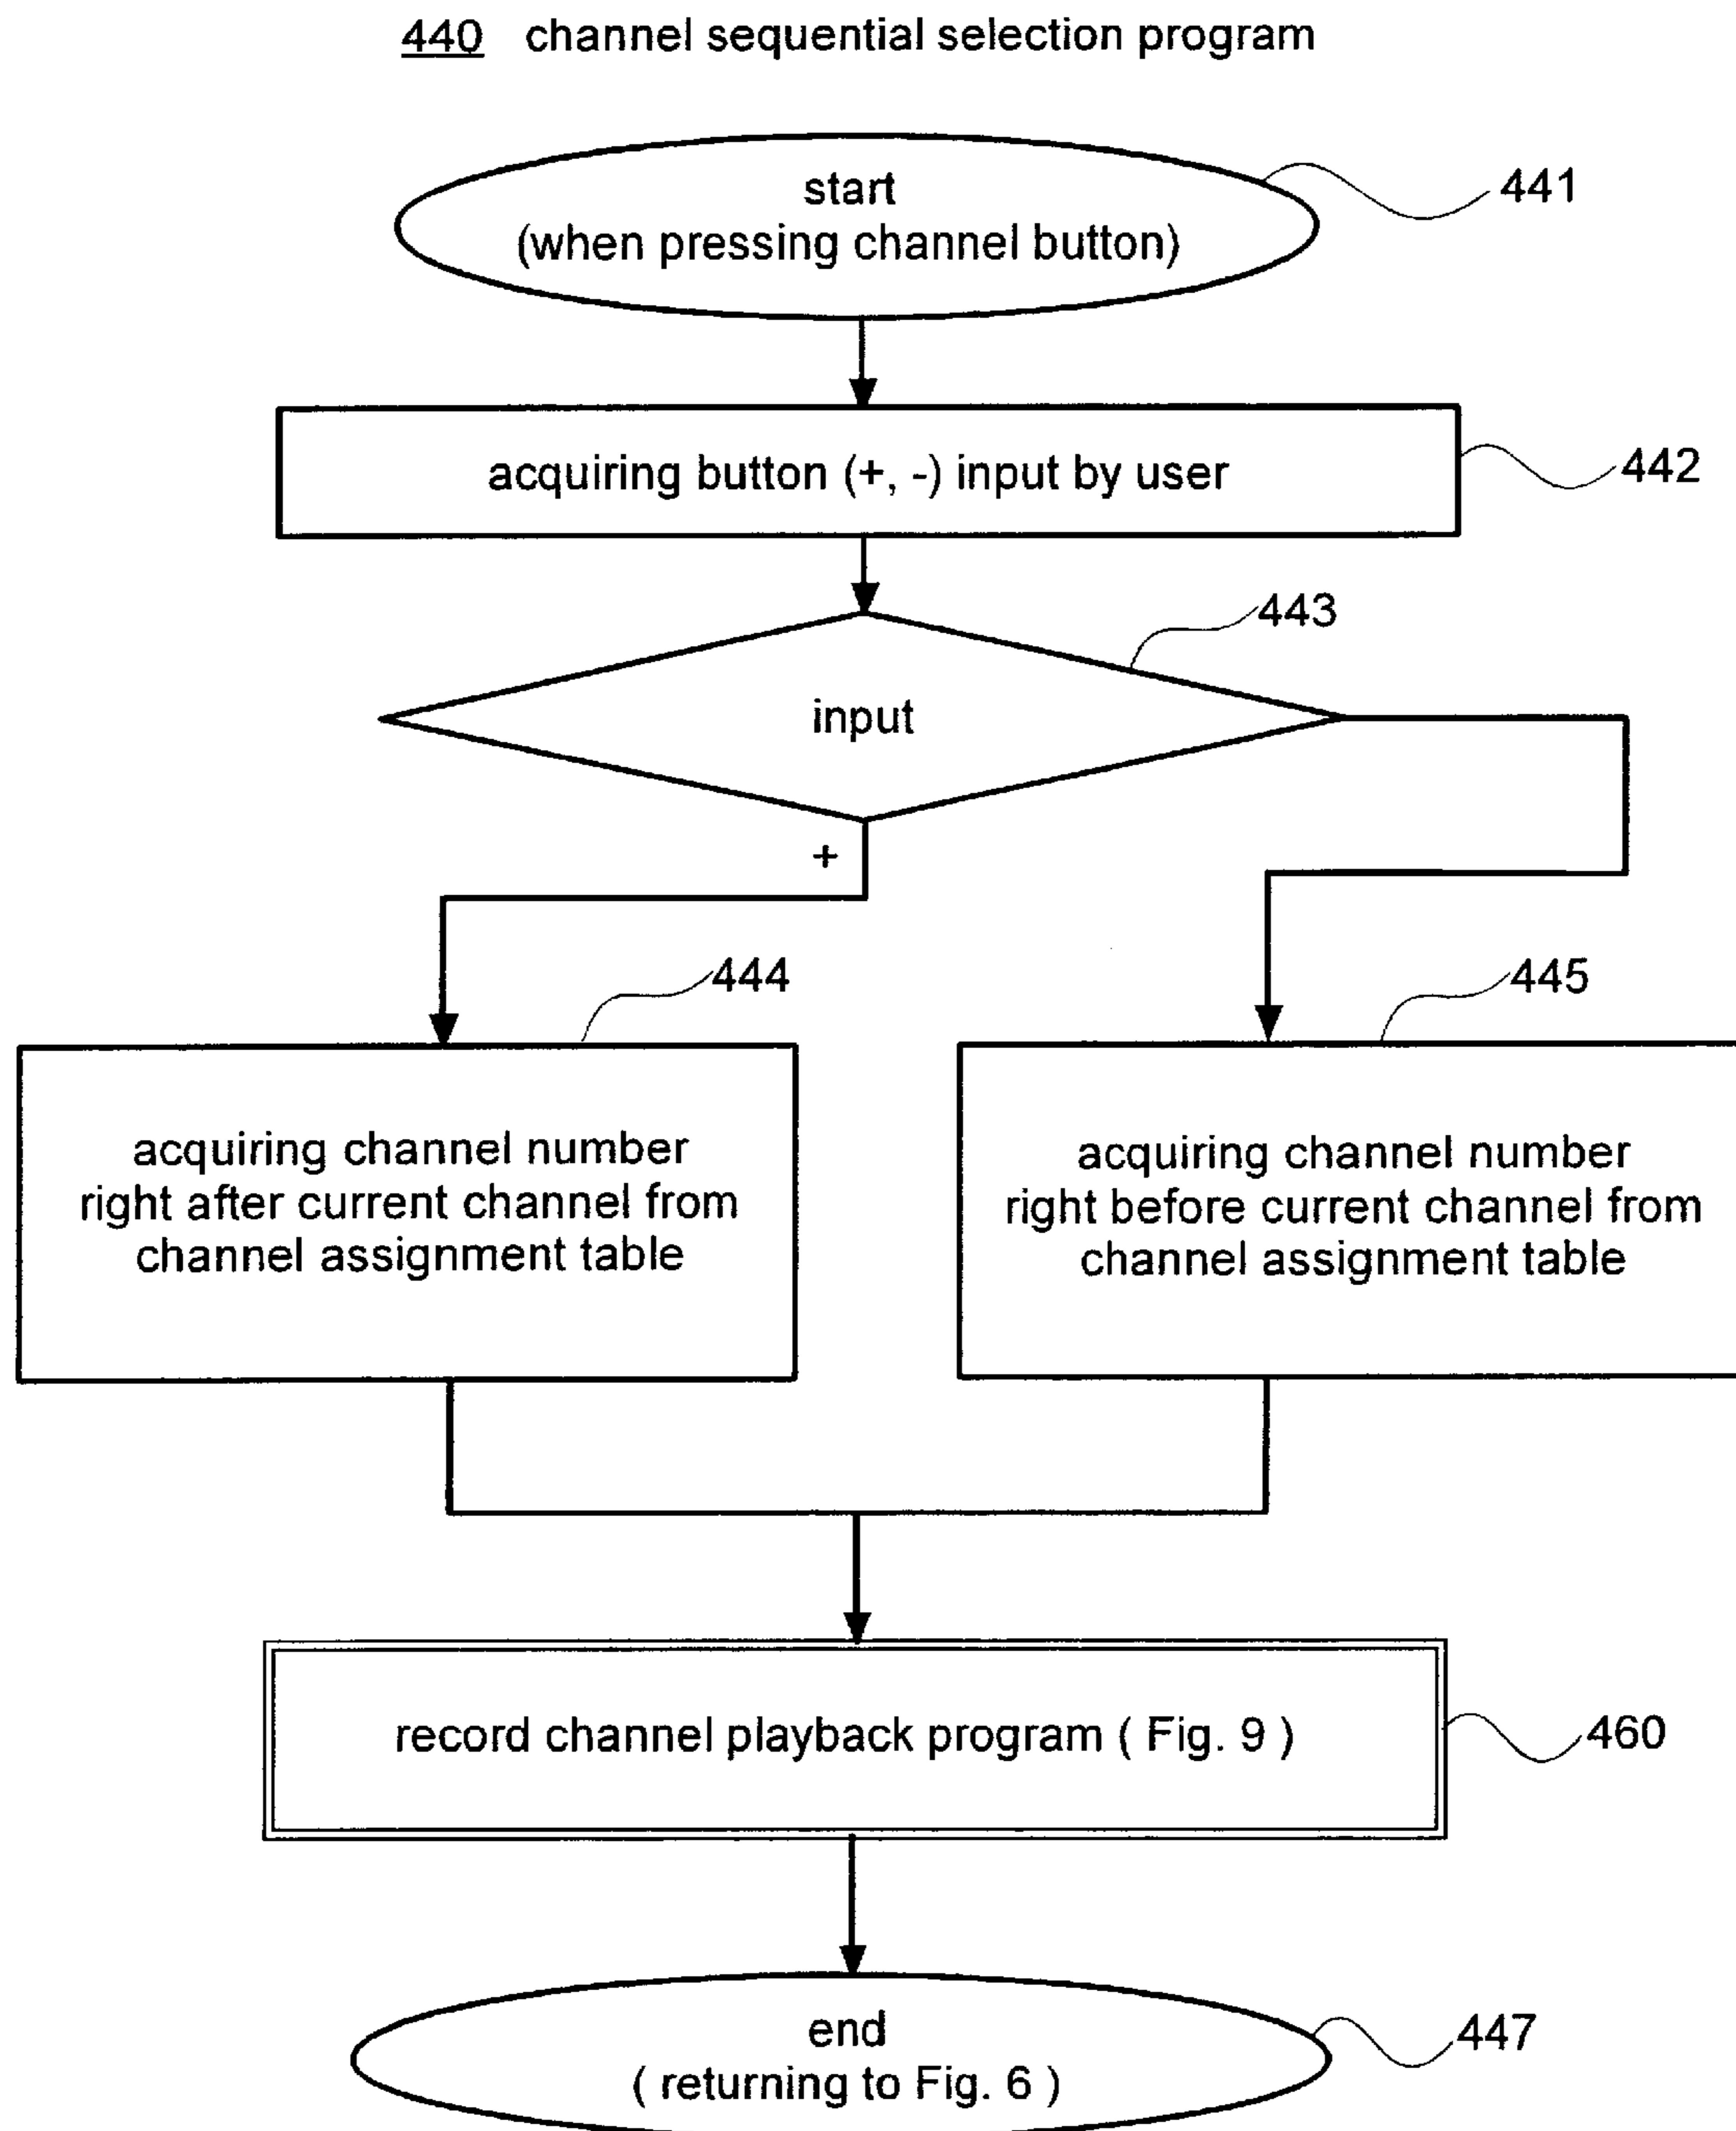 440 channel sequential selection program
start
(when pressing channel button)
441
acquiring button (+, -) input by user
442
443
input
+
444
445
acquiring channel number
right after current channel from
channel assignment table
acquiring channel number
right before current channel from
channel assignment table
record channel playback program ( Fig. 9 )
460
end
( returning to Fig. 6 )
447